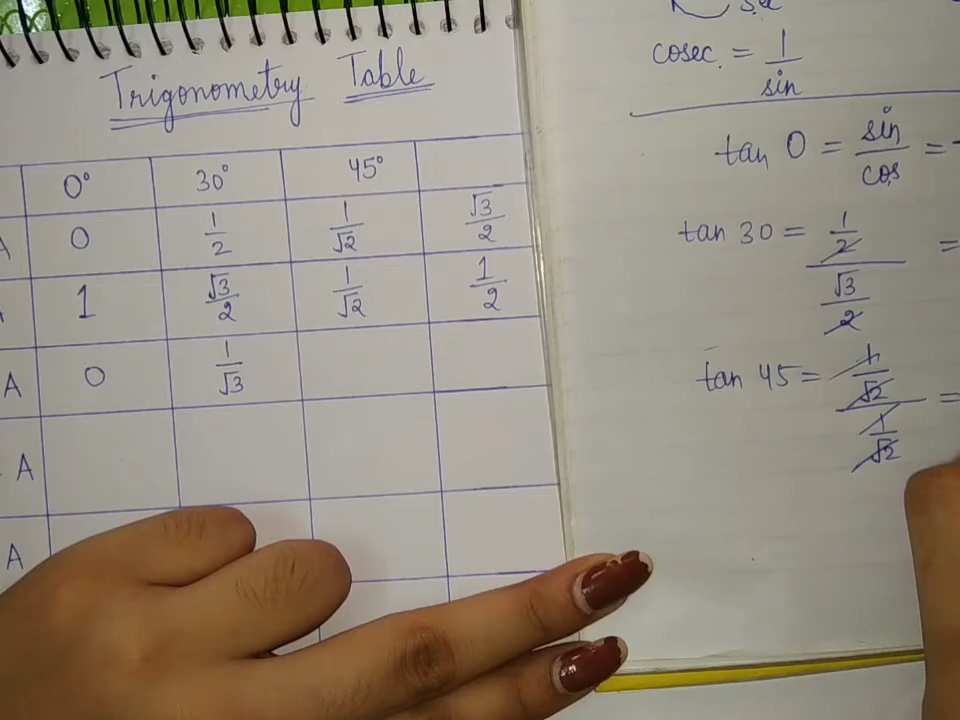 Trigonometry Table
0° 30° 45°
A 0 1/2 1/√2 √3/2
1 √3/2 1/√2 1/2
A 0 1/√3
A
A
sec
cosec. = 1/sin
tan 0 = sin/cos =
tan 30 = 1/2 / √3/2 =
tan 45 = 1/√2 / 1/√2 =